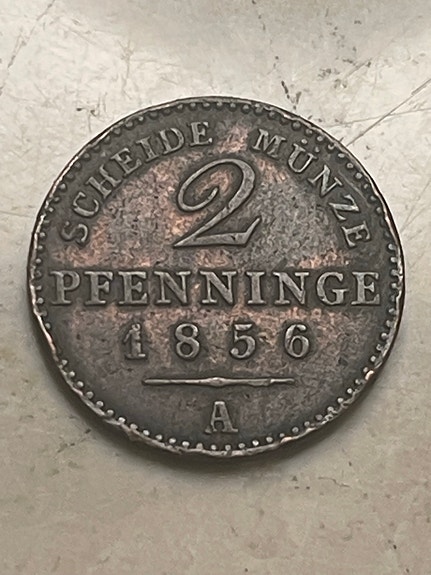 SCHEIDE MÜNZE
2
PFENNINGE
1856
A